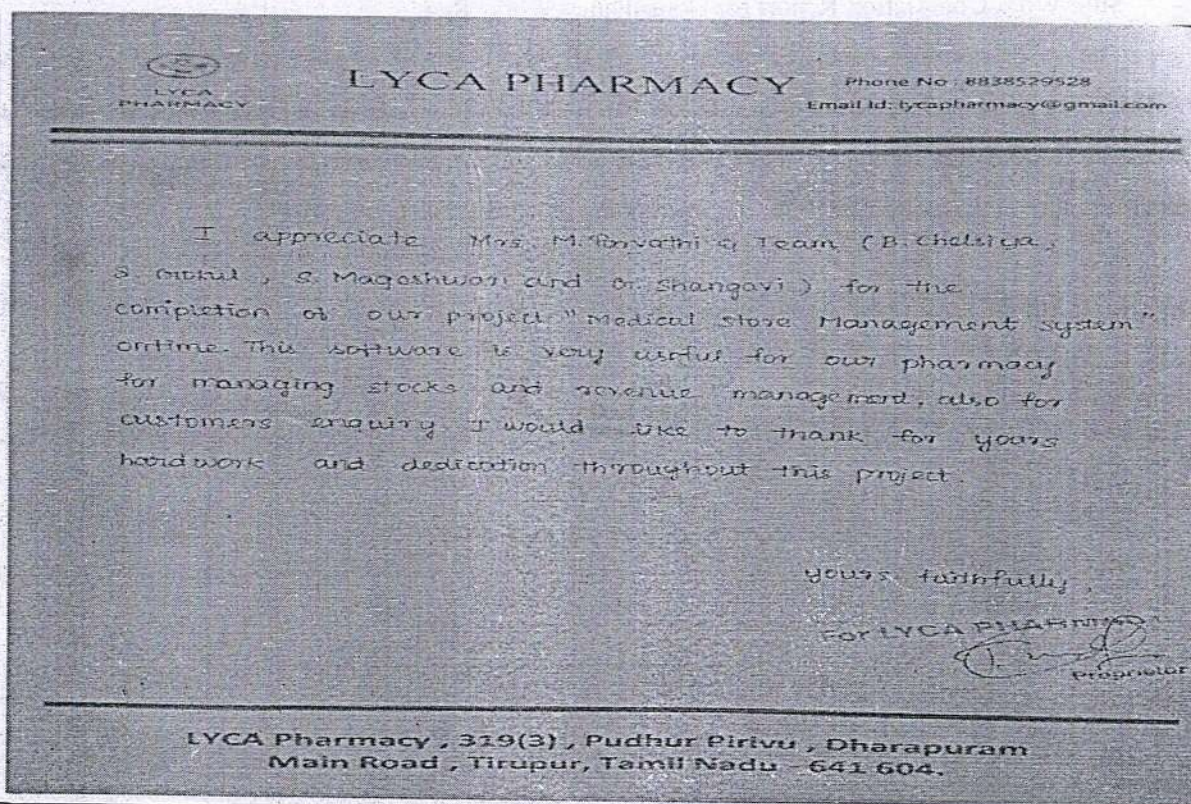 LYCA
PHARMACY
LYCA PHARMACY
Phone No : 8838529528
Email Id: lycapharmacy@gmail.com
I appreciate Mrs. M. Parvathi & Team (B. Chelsiya,
S. Gokul, S. Mageshwari and G. Shangavi) for the
completion of our project "Medical Store Management System"
ontime. This software is very useful for our pharmacy
for managing stocks and revenue management, also for
customers enquiry I would like to thank for yours
hardwork and dedication throughout this project.
yours faithfully,
For LYCA PHARMACY
Proprietor
LYCA Pharmacy , 319(3) , Pudhur Pirivu , Dharapuram
Main Road , Tirupur, Tamil Nadu - 641 604.